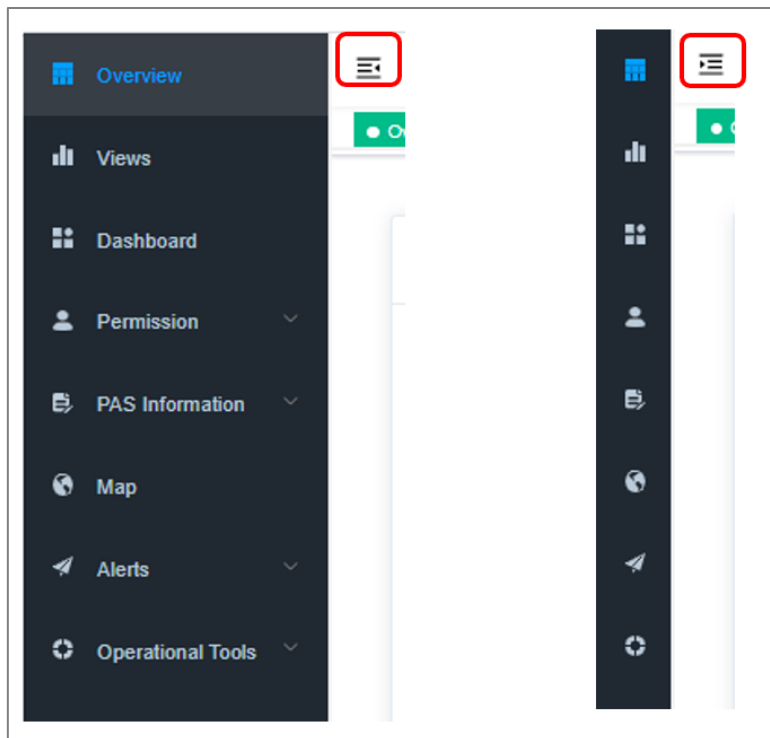 Overview
Views
Dashboard
Permission
PAS Information
Map
Alerts
Operational Tools